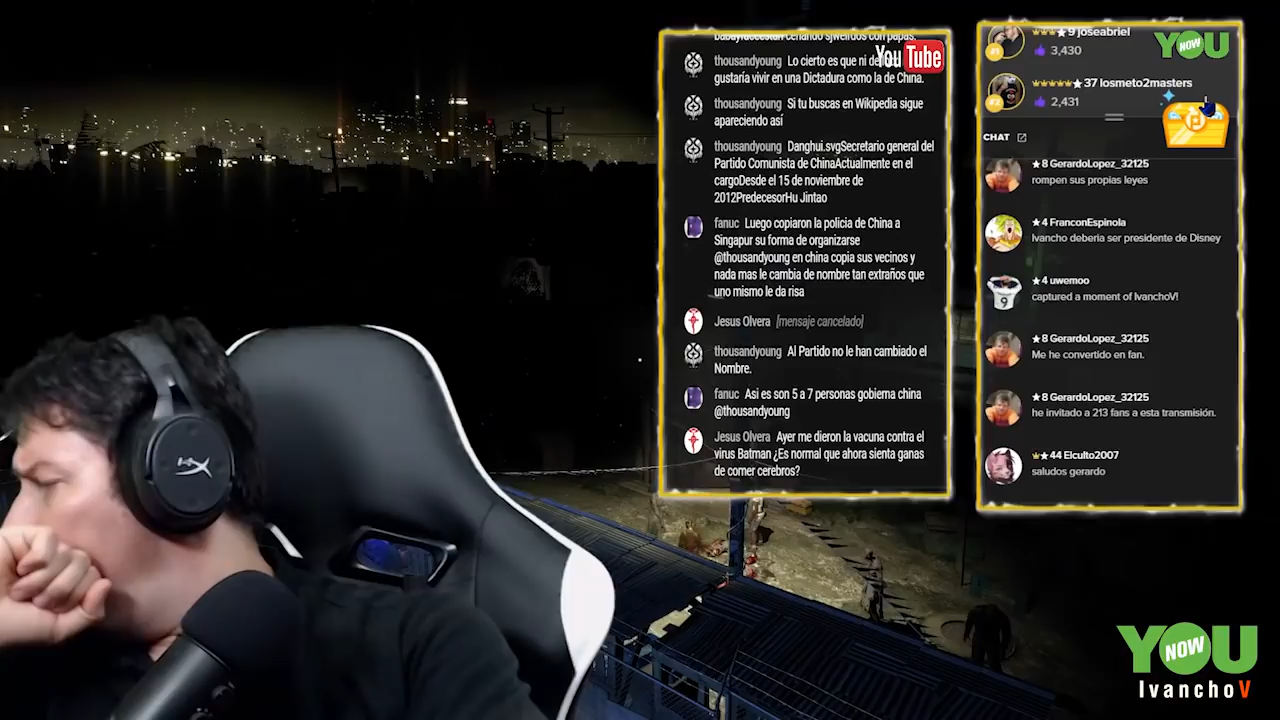 thousandyoung Lo cierto es que ni de
gustaría vivir en una Dictadura como la de China.
thousandyoung Si tu buscas en Wikipedia sigue
apareciendo así
thousandyoung Danghui.svgSecretario general del
Partido Comunista de ChinaActualmente en el
cargoDesde el 15 de noviembre de
2012PredecesorHu Jintao
fanuc Luego copiaron la policia de China a
Singapur su forma de organizarse
@thousandyoung en china copia sus vecinos y
nada mas le cambia de nombre tan extraños que
uno mismo le da risa
Jesus Olvera [mensaje cancelado]
thousandyoung Al Partido no le han cambiado el
Nombre.
fanuc Asi es son 5 a 7 personas gobierna china
@thousandyoung
Jesus Olvera Ayer me dieron la vacuna contra el
virus Batman ¿Es normal que ahora sienta ganas
de comer cerebros?
You Tube
9 joseabriel
#1
3,430
YOU NOW
37 losmeto2masters
#2
2,431
CHAT
8 GerardoLopez_32125
rompen sus propias leyes
4 FranconEspinola
Ivancho deberia ser presidente de Disney
4 uwemoo
captured a moment of IvanchoV!
9
8 GerardoLopez_32125
Me he convertido en fan.
8 GerardoLopez_32125
he invitado a 213 fans a esta transmisión.
44 Elculto2007
saludos gerardo
YOU NOW
IvanchoV